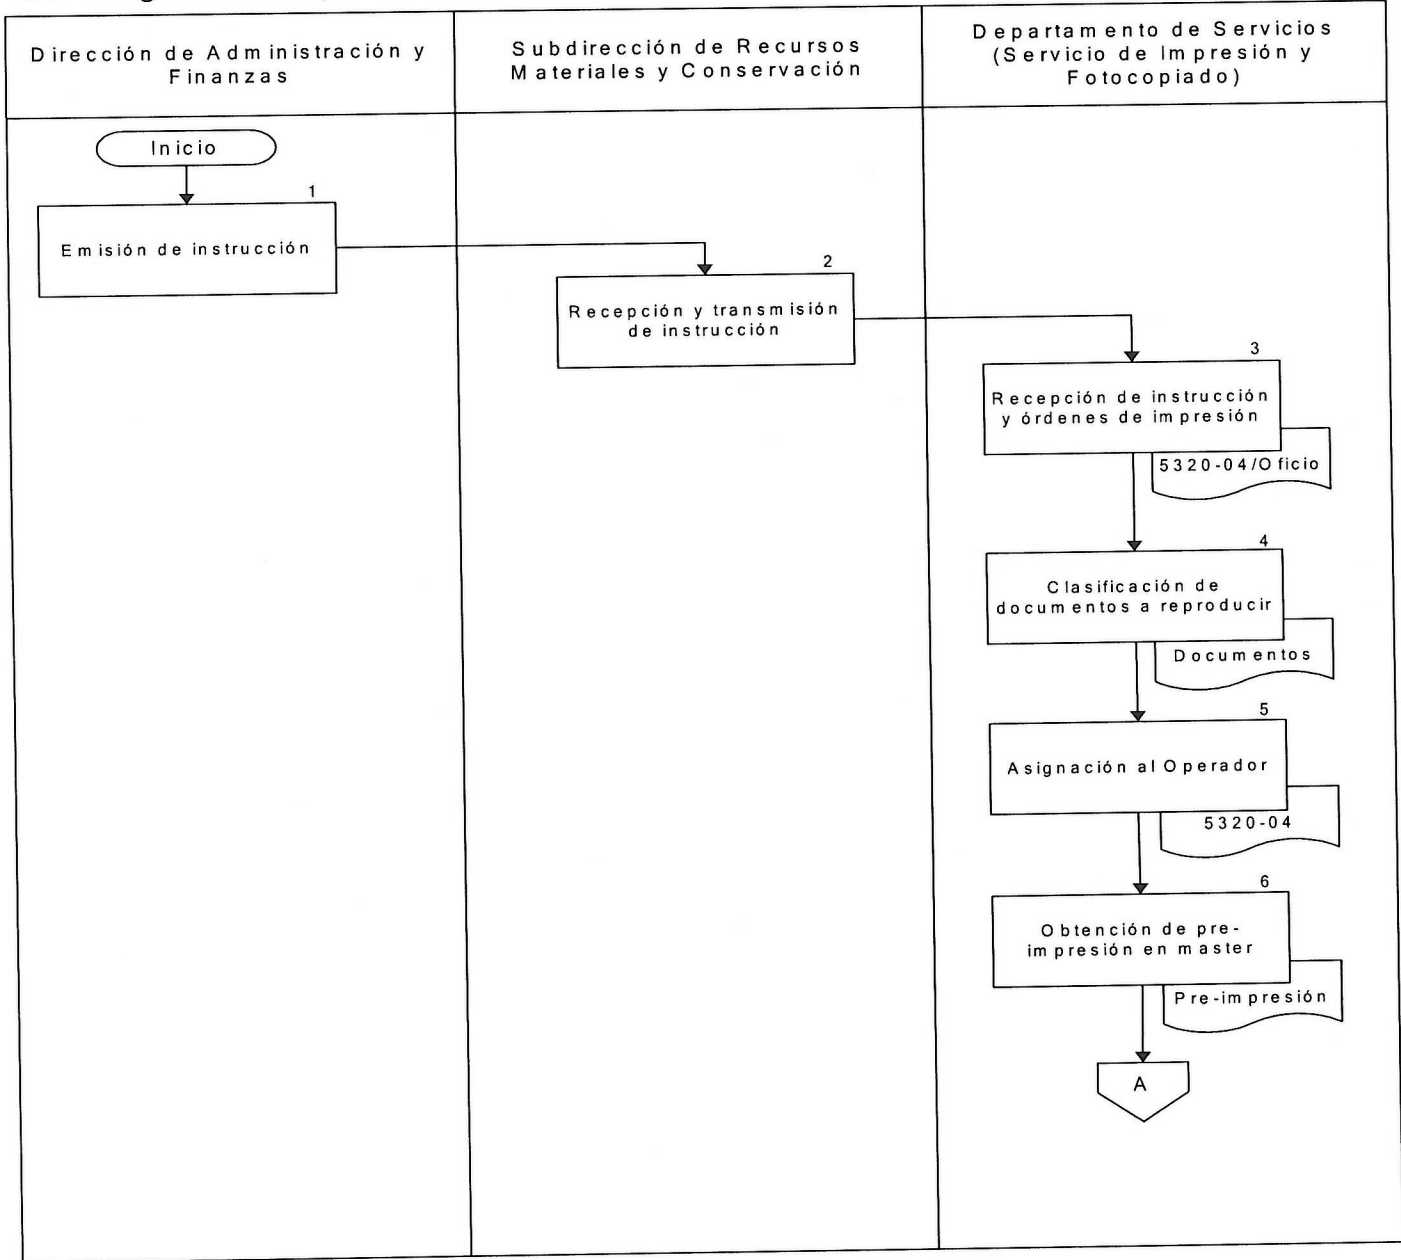 Dirección de Administración y
Finanzas
Subdirección de Recursos
Materiales y Conservación
Departamento de Servicios
(Servicio de Impresión y
Fotocopiado)
Inicio
1
Emisión de instrucción
2
Recepción y transmisión
de instrucción
3
Recepción de instrucción
y órdenes de impresión
5320-04/Oficio
4
Clasificación de
documentos a reproducir
Documentos
5
Asignación al Operador
5320-04
6
Obtención de pre-
impresión en master
Pre-impresión
A